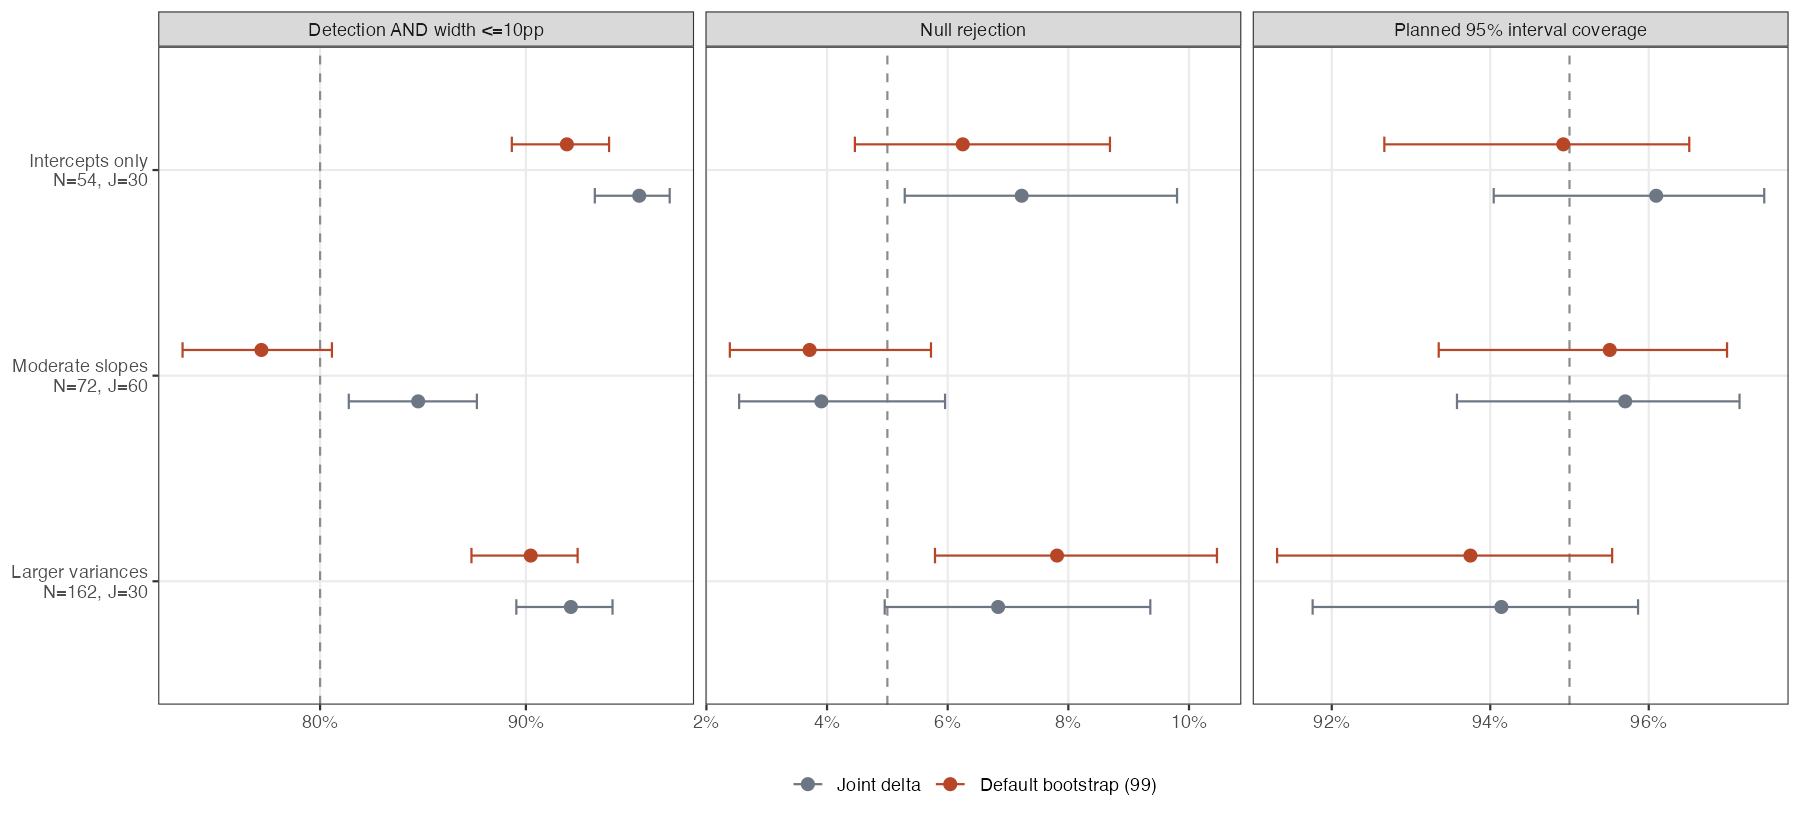 Detection AND width <=10pp
Null rejection
Planned 95% interval coverage
Intercepts only
N=54, J=30
Moderate slopes
N=72, J=60
Larger variances
N=162, J=30
80%
90%
2%
4%
6%
8%
10%
92%
94%
96%
Joint delta
Default bootstrap (99)